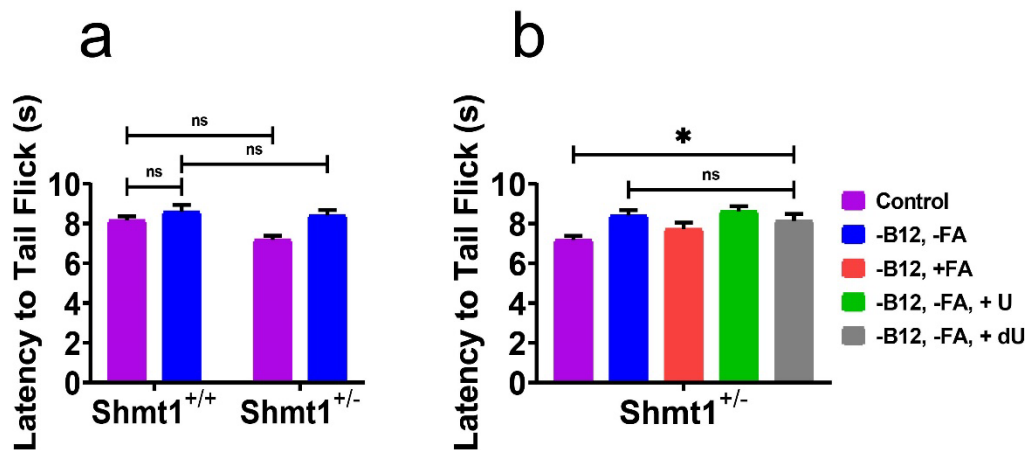 a
Latency to Tail Flick (s)
ns
ns
ns
10
8
6
4
2
0
Shmt1+/+ Shmt1+/-
b
Latency to Tail Flick (s)
*
ns
10
8
6
4
2
0
Shmt1+/-
Control
-B12, -FA
-B12, +FA
-B12, -FA, + U
-B12, -FA, + dU